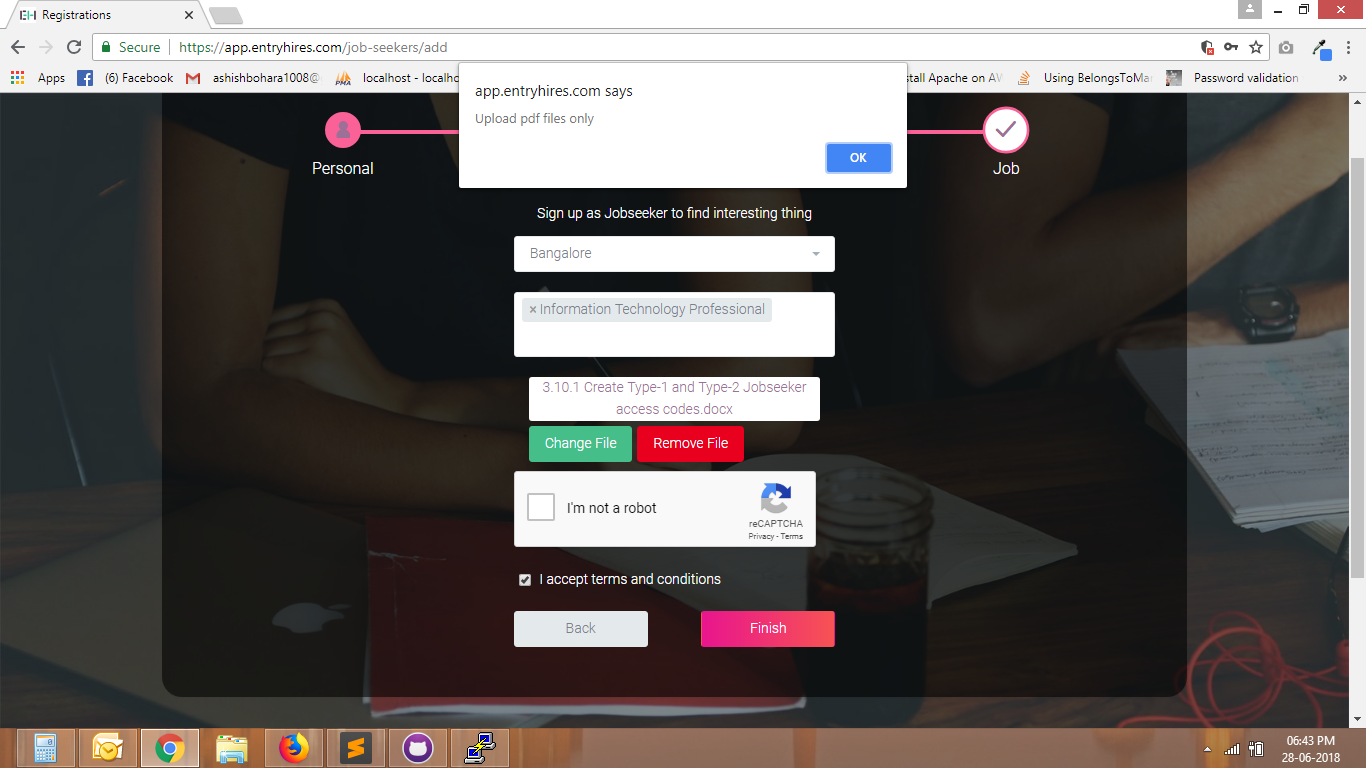 Registrations
Secure
https://app.entryhires.com/job-seekers/add
Apps
(6) Facebook
ashishbohara1008@
localhost - localho
stall Apache on AW
Using BelongsToMan
Password validation
»
app.entryhires.com says
Upload pdf files only
OK
Personal
Job
Sign up as Jobseeker to find interesting thing
Bangalore
× Information Technology Professional
3.10.1 Create Type-1 and Type-2 Jobseeker
access codes.docx
Change File
Remove File
I'm not a robot
reCAPTCHA
Privacy - Terms
I accept terms and conditions
Back
Finish
06:43 PM
28-06-2018